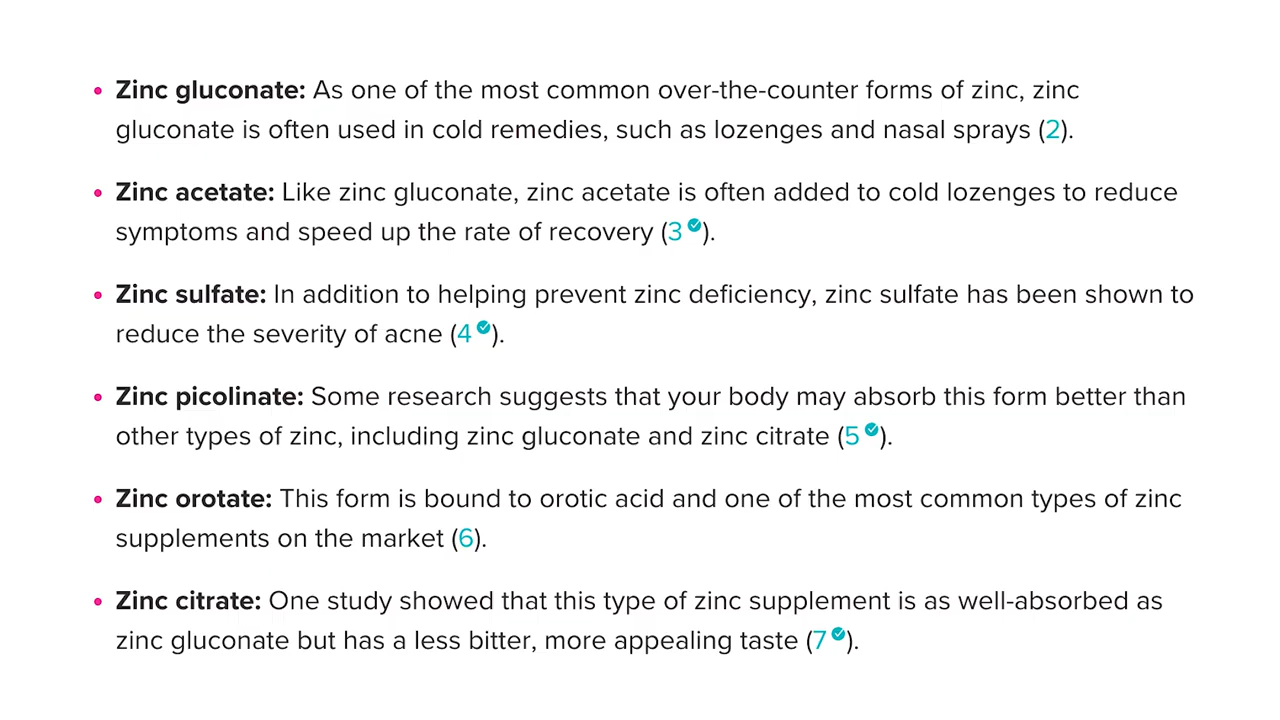 • Zinc gluconate: As one of the most common over-the-counter forms of zinc, zinc
gluconate is often used in cold remedies, such as lozenges and nasal sprays (2).
• Zinc acetate: Like zinc gluconate, zinc acetate is often added to cold lozenges to reduce
symptoms and speed up the rate of recovery (3).
• Zinc sulfate: In addition to helping prevent zinc deficiency, zinc sulfate has been shown to
reduce the severity of acne (4).
• Zinc picolinate: Some research suggests that your body may absorb this form better than
other types of zinc, including zinc gluconate and zinc citrate (5).
• Zinc orotate: This form is bound to orotic acid and one of the most common types of zinc
supplements on the market (6).
• Zinc citrate: One study showed that this type of zinc supplement is as well-absorbed as
zinc gluconate but has a less bitter, more appealing taste (7).